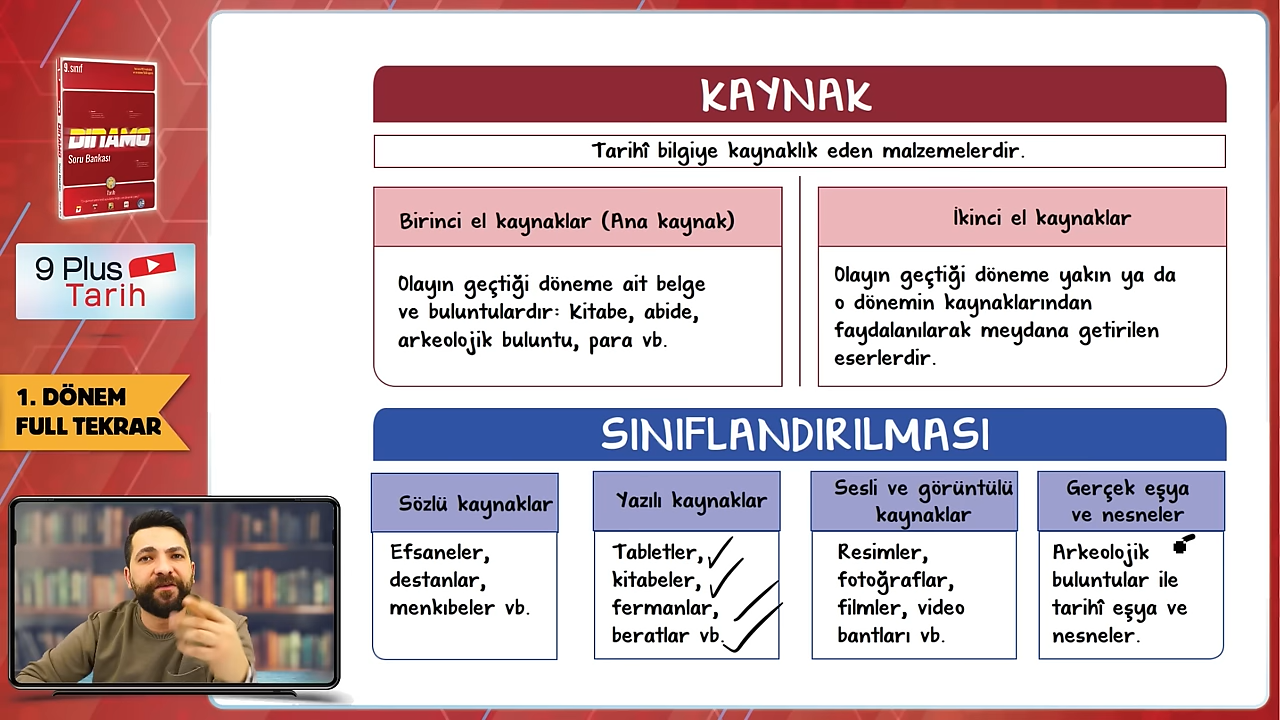 9. sınıf
DİNAMO
Soru Bankası
Tarih
9 Plus
Tarih
1. DÖNEM
FULL TEKRAR
KAYNAK
Tarihî bilgiye kaynaklık eden malzemelerdir.
Birinci el kaynaklar (Ana kaynak)
Olayın geçtiği döneme ait belge
ve buluntulardır: Kitabe, abide,
arkeolojik buluntu, para vb.
İkinci el kaynaklar
Olayın geçtiği döneme yakın ya da
o dönemin kaynaklarından
faydalanılarak meydana getirilen
eserlerdir.
SINIFLANDIRILMASI
Sözlü kaynaklar
Efsaneler,
destanlar,
menkıbeler vb.
Yazılı kaynaklar
Tabletler,
kitabeler,
fermanlar,
beratlar vb.
Sesli ve görüntülü
kaynaklar
Resimler,
fotoğraflar,
filmler, video
bantları vb.
Gerçek eşya
ve nesneler
Arkeolojik
buluntular ile
tarihî eşya ve
nesneler.